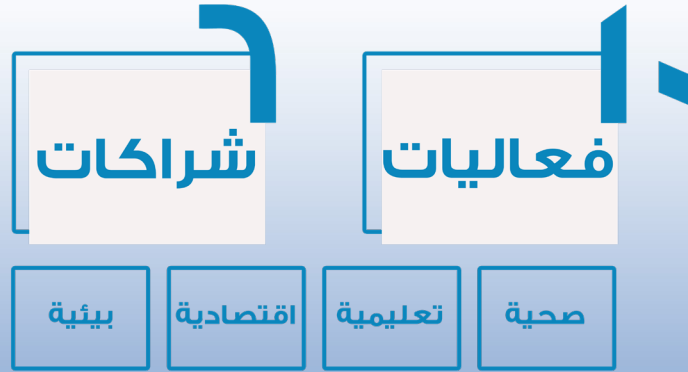 فعاليات
شراكات
صحية
تعليمية
اقتصادية
بيئية